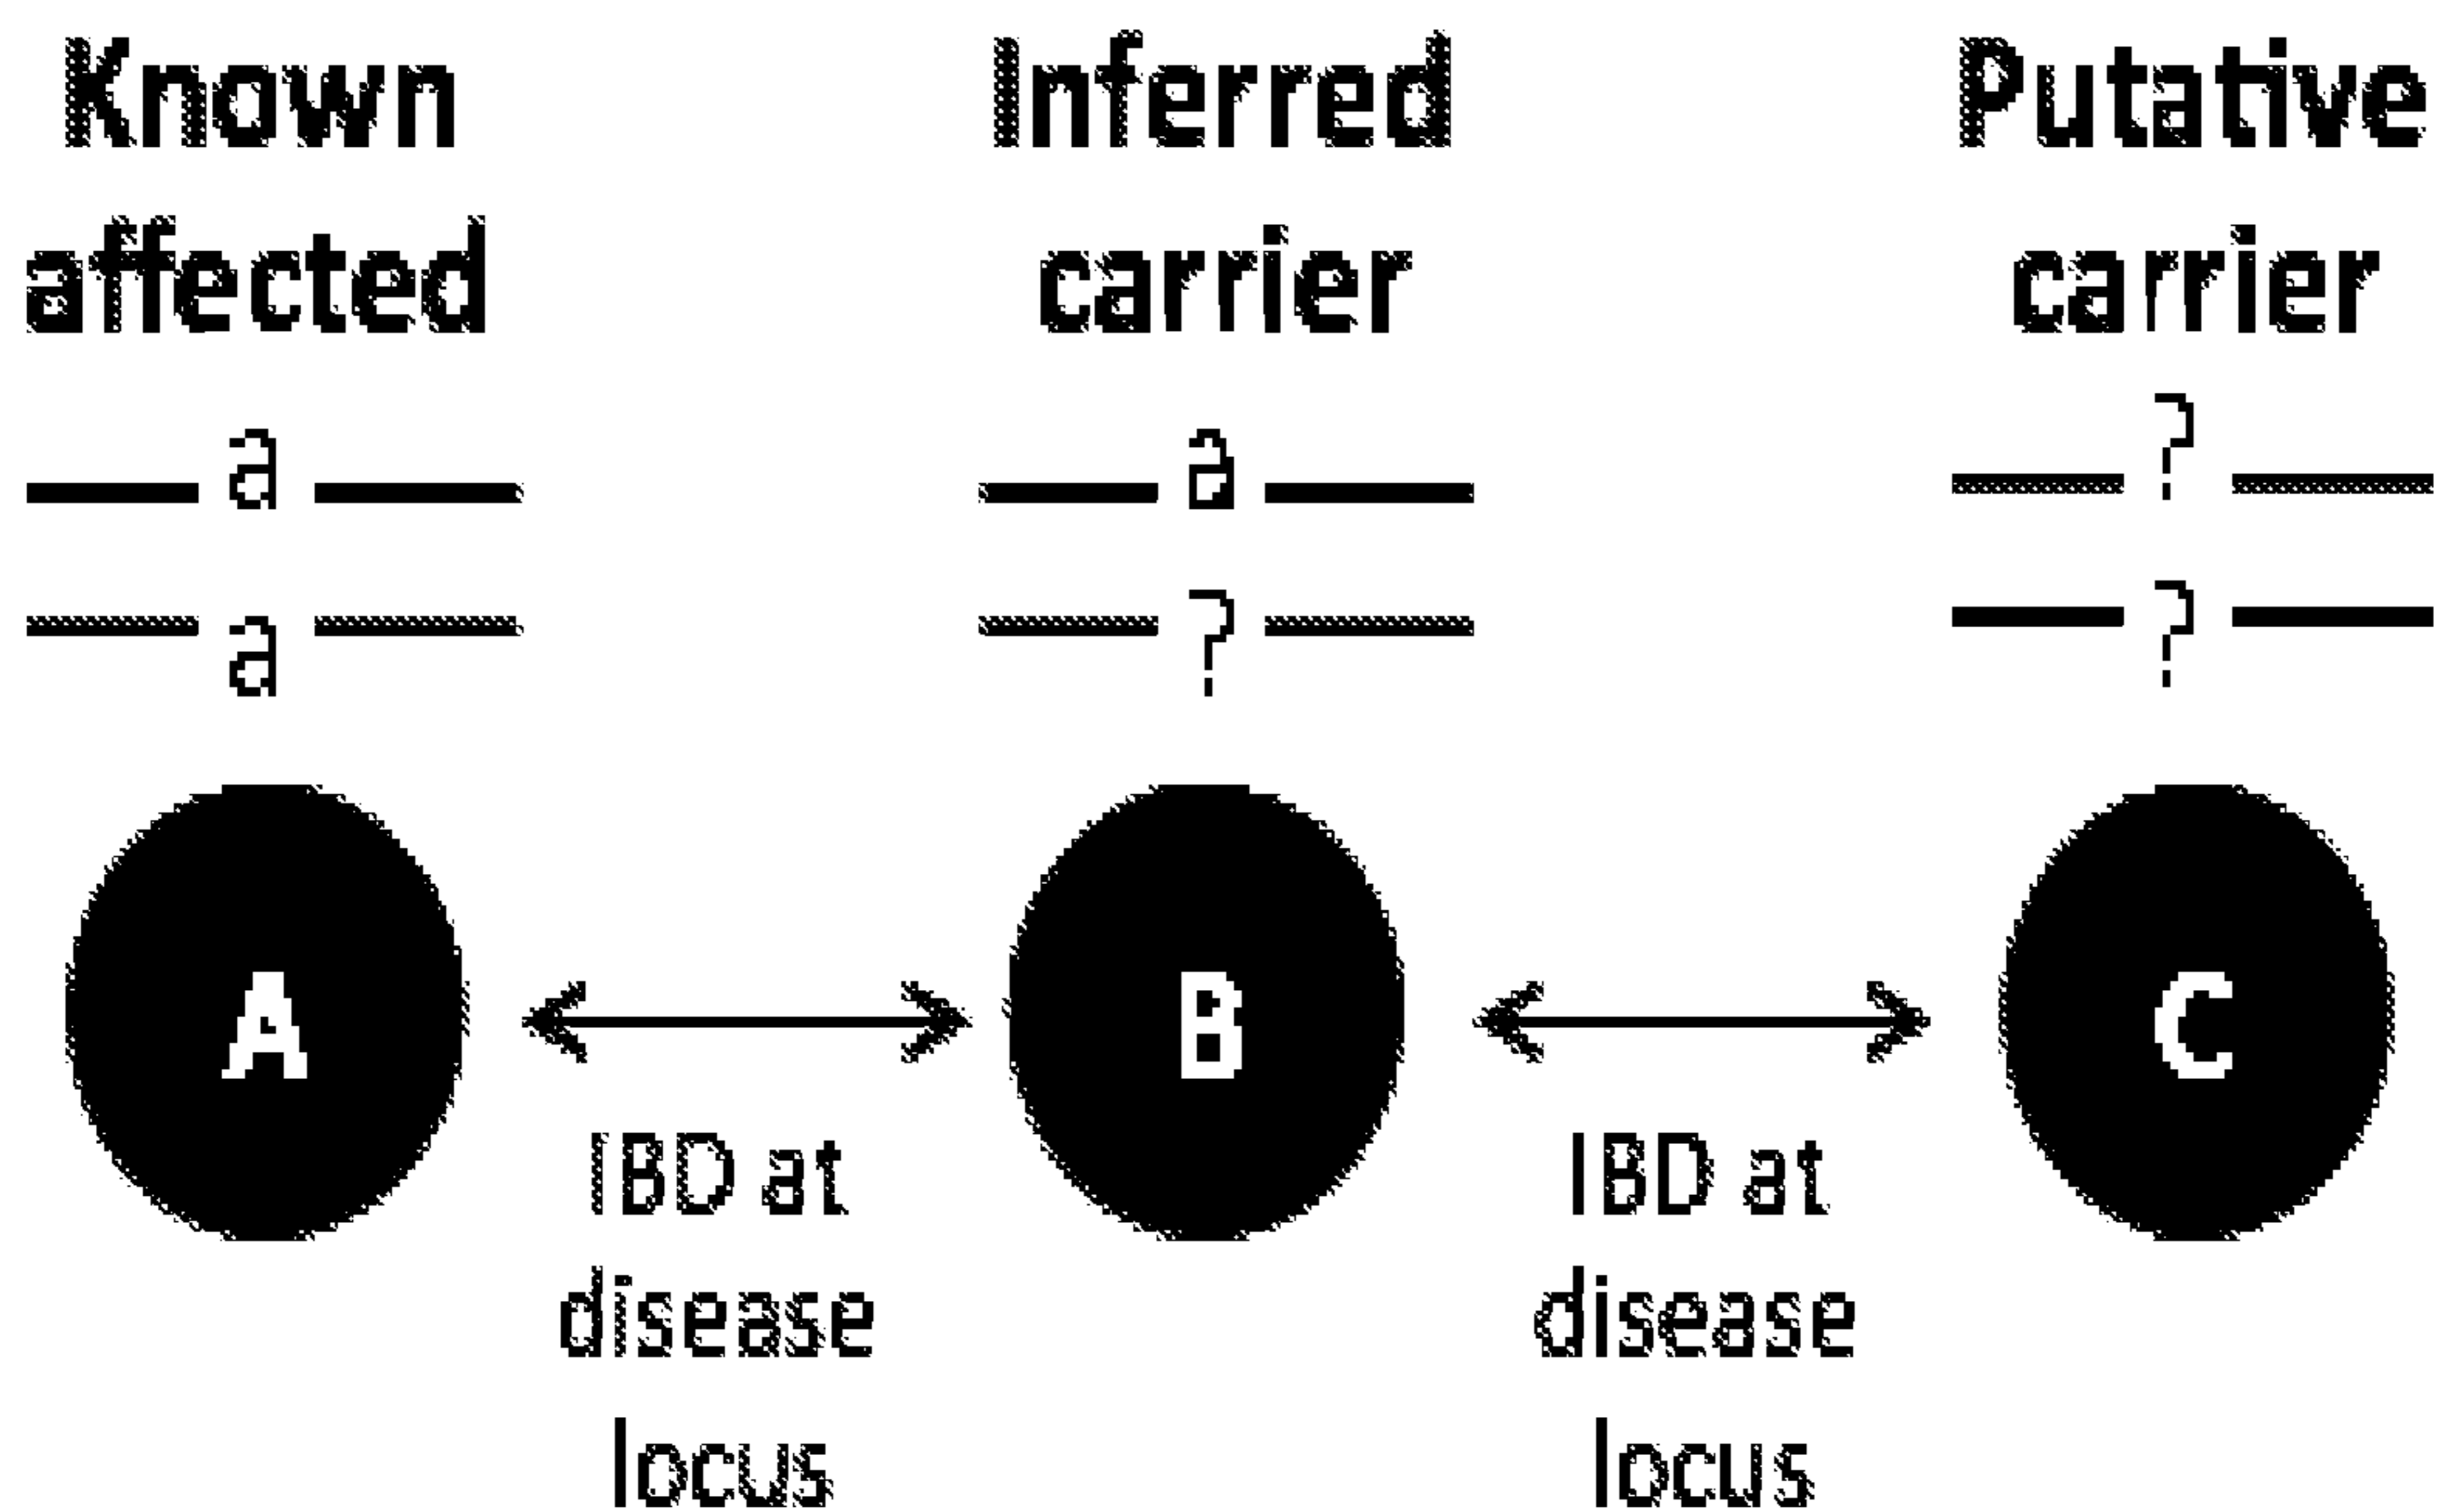 Known
affected
Inferred
carrier
Putative
carrier
a
a
?
a
?
?
A
B
C
IBD at
disease
locus
IBD at
disease
locus